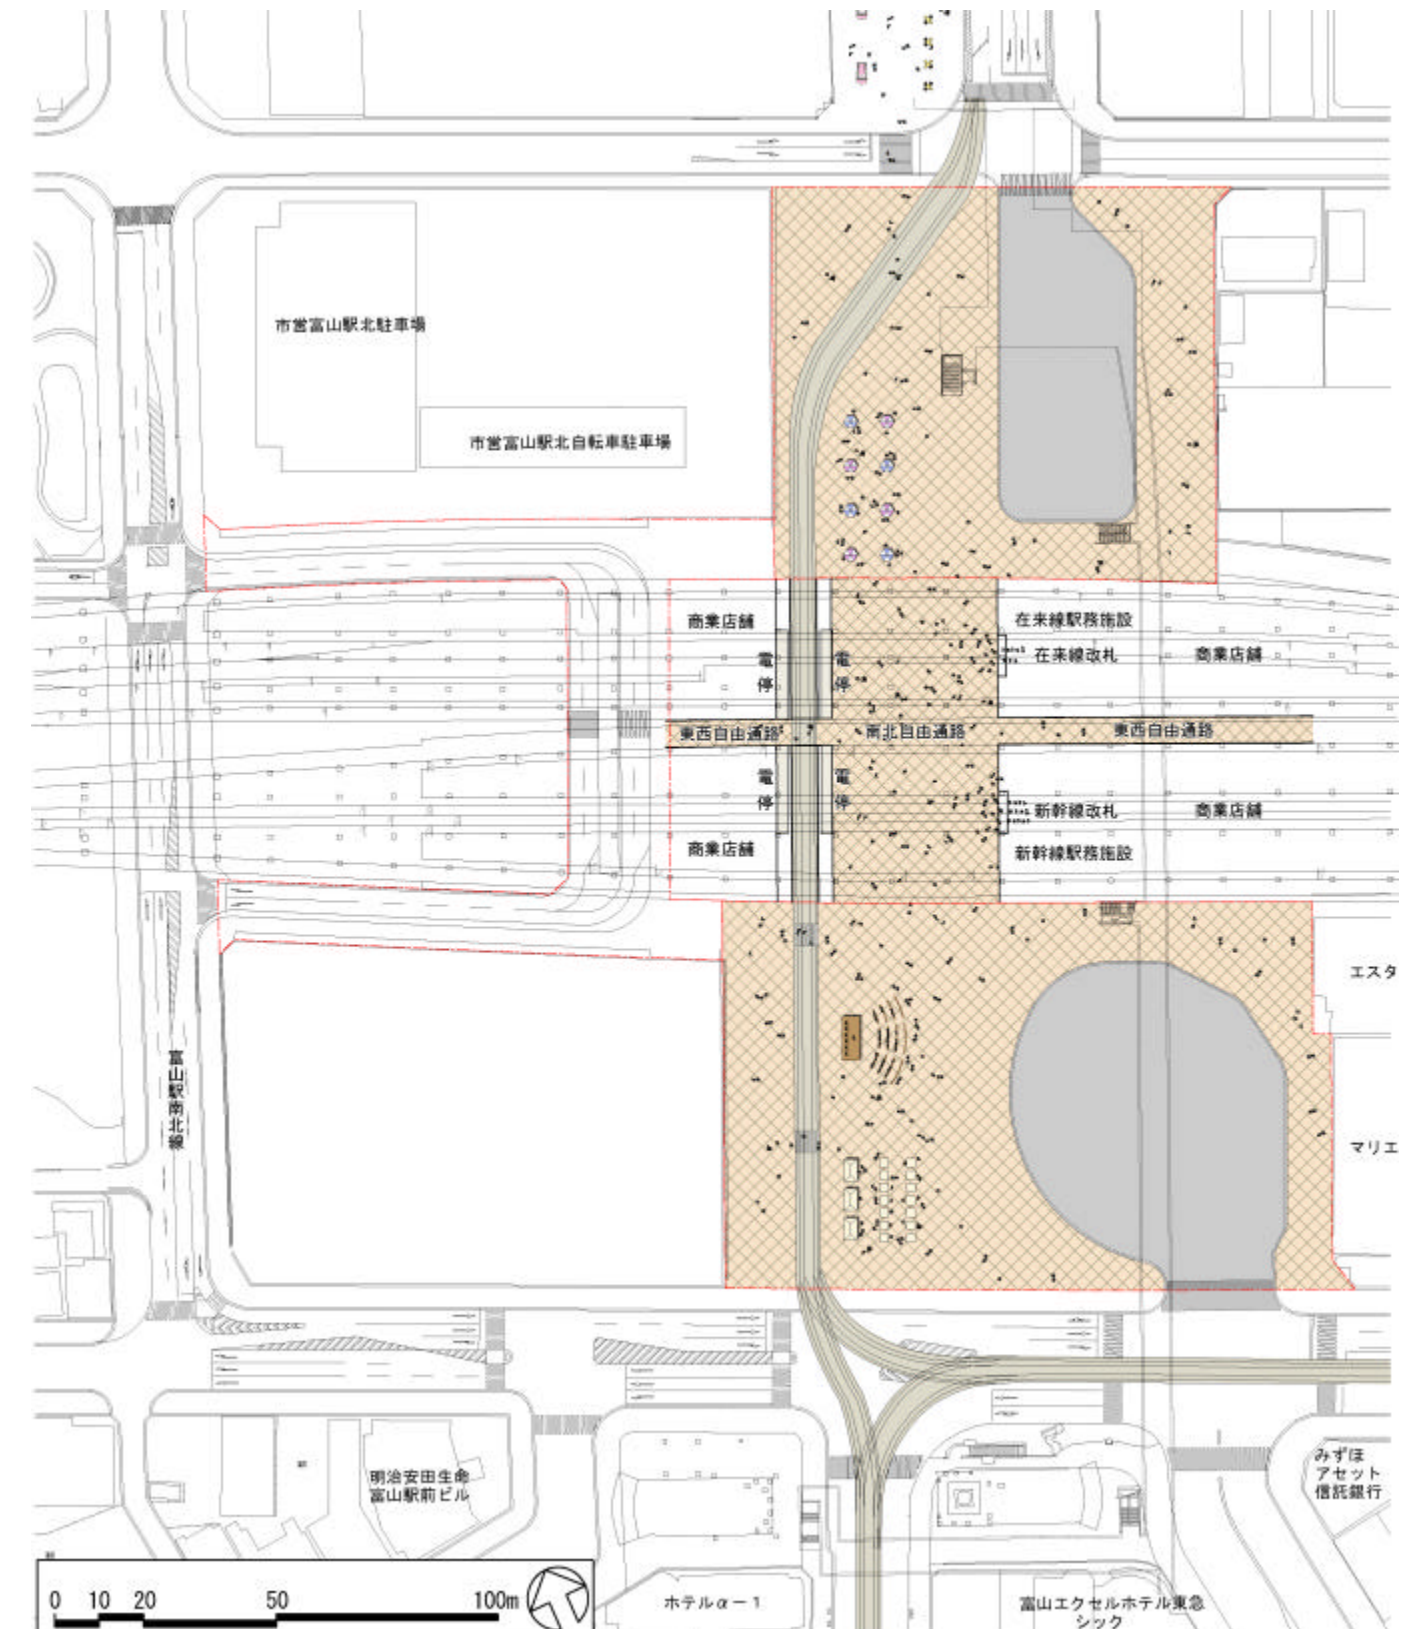 市営富山駅北駐車場
市営富山駅北自転車駐車場
商業店舗
在来線駅務施設
電停
電停
在来線改札
商業店舗
東西自由通路
南北自由通路
東西自由通路
電停
電停
新幹線改札
商業店舗
商業店舗
新幹線駅務施設
エスタ
富山駅南北線
マリエ
明治安田生命
富山駅前ビル
みずほ
アセット
信託銀行
0 10 20 50 100m
ホテルα-1
富山エクセルホテル東急
シック